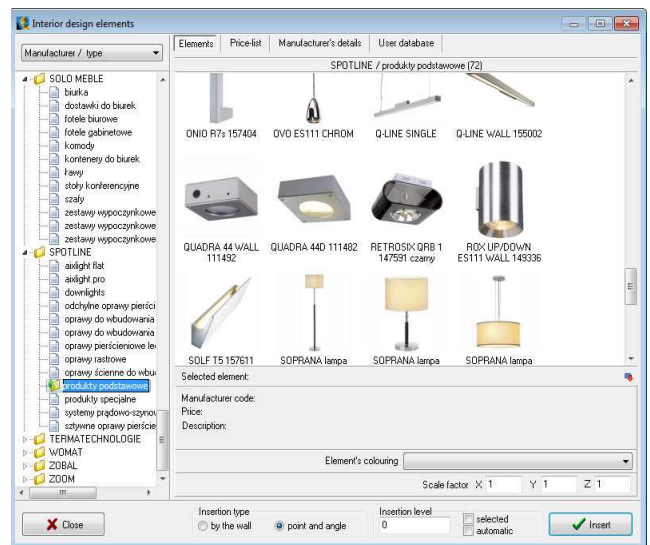 Interior design elements
Manufacturer / type
Elements
Price-list
Manufacturer's details
User database
SPOTLINE / produkty podstawowe (72)
SOLO MEBLE
biurka
dostawki do biurek
fotele biurowe
fotele gabinetowe
komody
kontenery do biurek
ławy
stoły konferencyjne
szafy
zestawy wypoczynkowe
zestawy wypoczynkowe
zestawy wypoczynkowe
SPOTLINE
aixlight flat
aixlight pro
downlights
odchylne oprawy pierści
oprawy do wbudowania
oprawy do wbudowania
oprawy pierścieniowe le
oprawy rastrowe
oprawy ścienne do wbu
produkty podstawowe
produkty specjalne
systemy prądowo-szynow
sztywne oprawy pierście
TERMATECHNOLOGIE
WOMAT
ZOBAL
ZOOM
ONIO R7s 157404
OVO ES111 CHROM
Q-LINE SINGLE
Q-LINE WALL 155002
QUADRA 44 WALL
111492
QUADRA 44D 111482
RETROSIX QRB 1
147591 czarny
ROX UP/DOWN
ES111 WALL 149336
SOLF T5 157611
SOPRANA lampa
SOPRANA lampa
SOPRANA lampa
Selected element:
Manufacturer code:
Price:
Description:
Element's colouring
Scale factor X 1 Y 1 Z 1
Close
Insertion type
by the wall
point and angle
Insertion level
0
selected
automatic
Insert